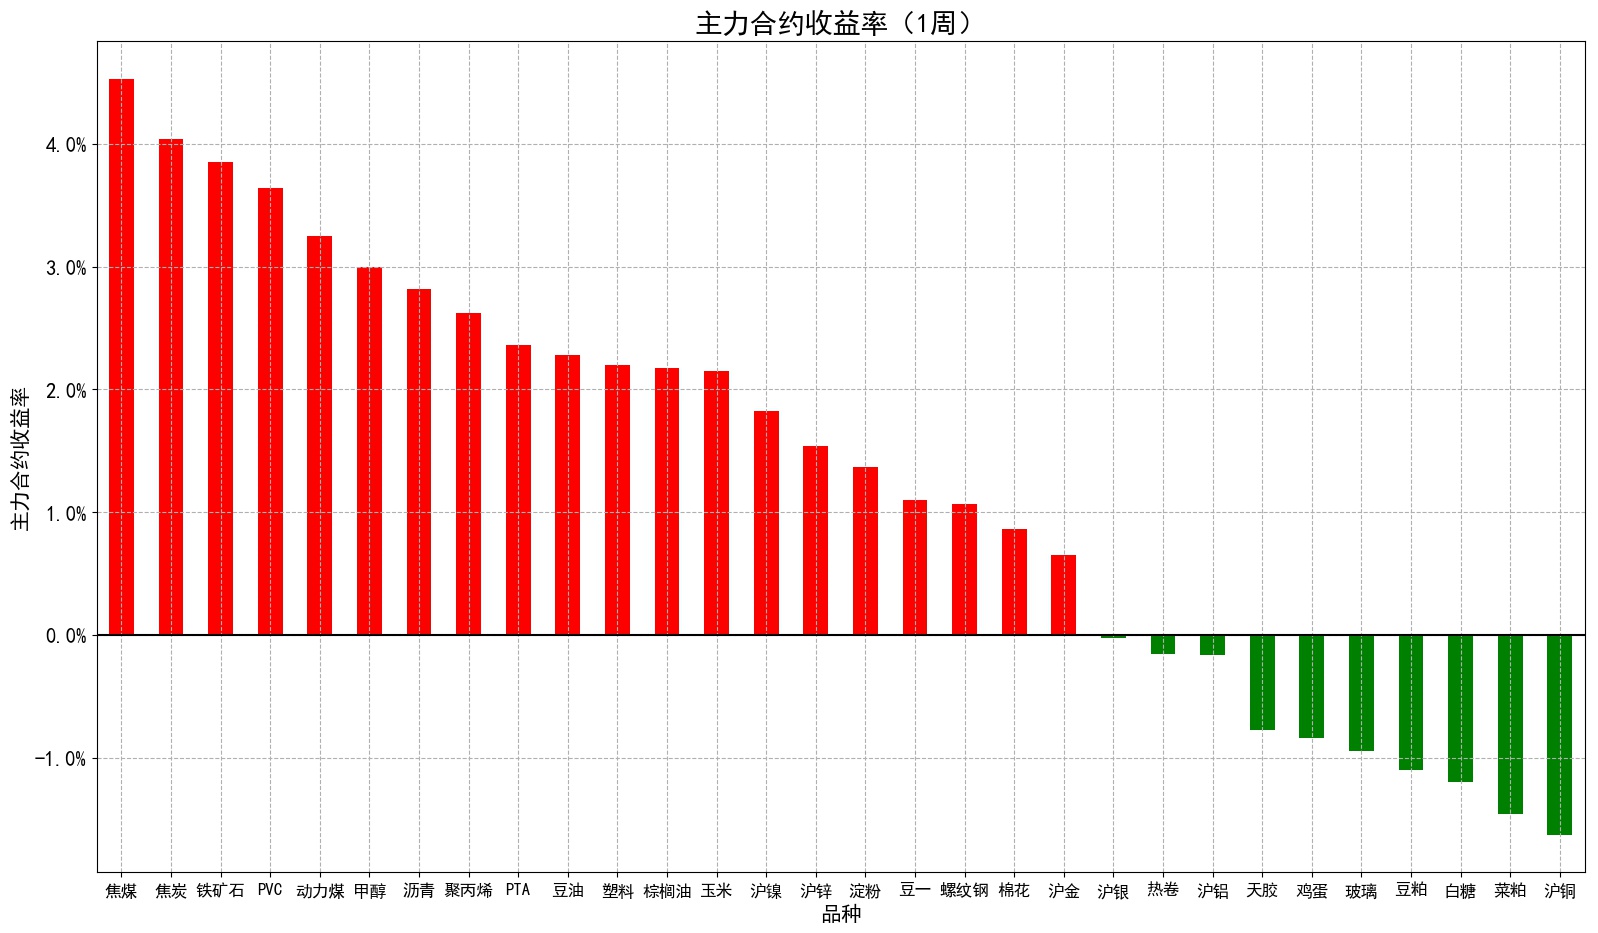 主力合约收益率（1周）
主力合约收益率
4.0%
3.0%
2.0%
1.0%
0.0%
−1.0%
焦煤 焦炭 铁矿石 PVC 动力煤 甲醇 沥青 聚丙烯 PTA 豆油 塑料 棕榈油 玉米 沪镍 沪锌 淀粉 豆一 螺纹钢 棉花 沪金 沪银 热卷 沪铝 天胶 鸡蛋 玻璃 豆粕 白糖 菜粕 沪铜
品种